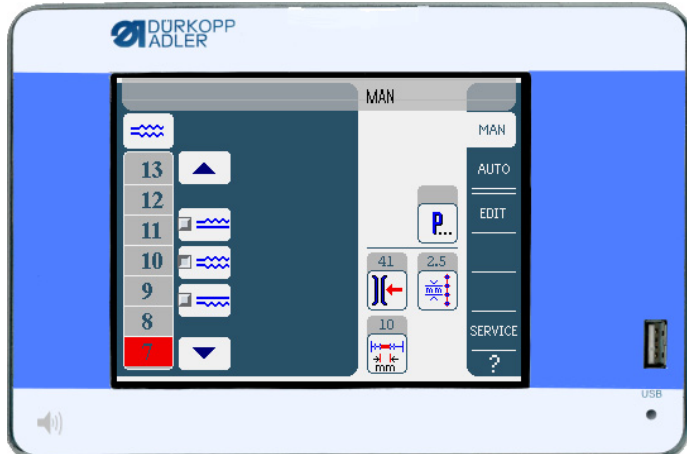 DÜRKOPP
ADLER
MAN
MAN
13
AUTO
12
EDIT
11
P...
10
41
2.5
mm
9
8
10
SERVICE
7
mm
?
USB